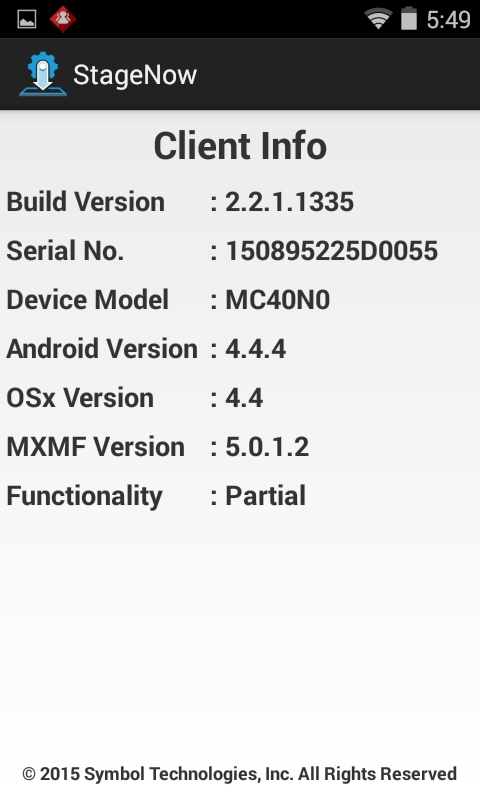 5:49
StageNow
Client Info
Build Version : 2.2.1.1335
Serial No. : 150895225D0055
Device Model : MC40N0
Android Version : 4.4.4
OSx Version : 4.4
MXMF Version : 5.0.1.2
Functionality : Partial
© 2015 Symbol Technologies, Inc. All Rights Reserved